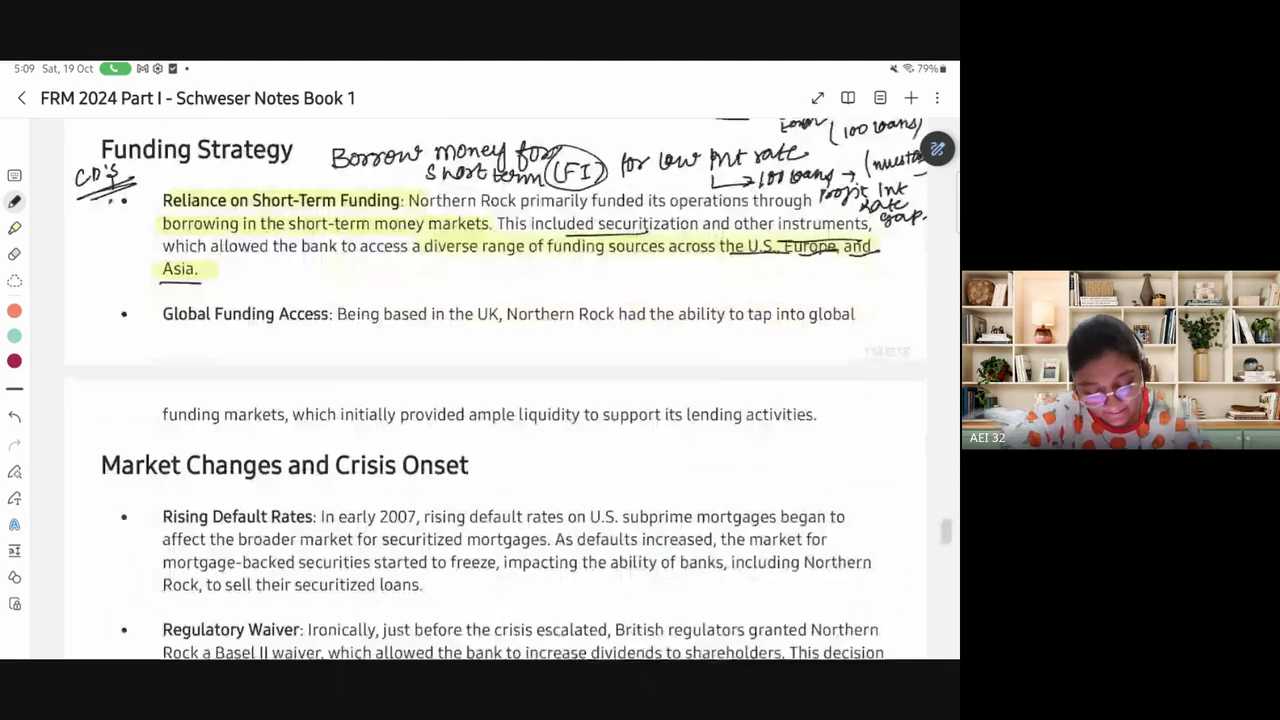 5:09 Sat, 19 Oct
79%
FRM 2024 Part I - Schweser Notes Book 1
Loan (100 loans)
Funding Strategy
Borrow money for short term (FI) for low int rate
100 loans →
Profit Int rate gap.
CD's
• Reliance on Short-Term Funding: Northern Rock primarily funded its operations through
borrowing in the short-term money markets. This included securitization and other instruments,
which allowed the bank to access a diverse range of funding sources across the U.S., Europe, and
Asia.
• Global Funding Access: Being based in the UK, Northern Rock had the ability to tap into global
funding markets, which initially provided ample liquidity to support its lending activities.
Market Changes and Crisis Onset
• Rising Default Rates: In early 2007, rising default rates on U.S. subprime mortgages began to
affect the broader market for securitized mortgages. As defaults increased, the market for
mortgage-backed securities started to freeze, impacting the ability of banks, including Northern
Rock, to sell their securitized loans.
• Regulatory Waiver: Ironically, just before the crisis escalated, British regulators granted Northern
Rock a Basel II waiver, which allowed the bank to increase dividends to shareholders. This decision
AEI 32